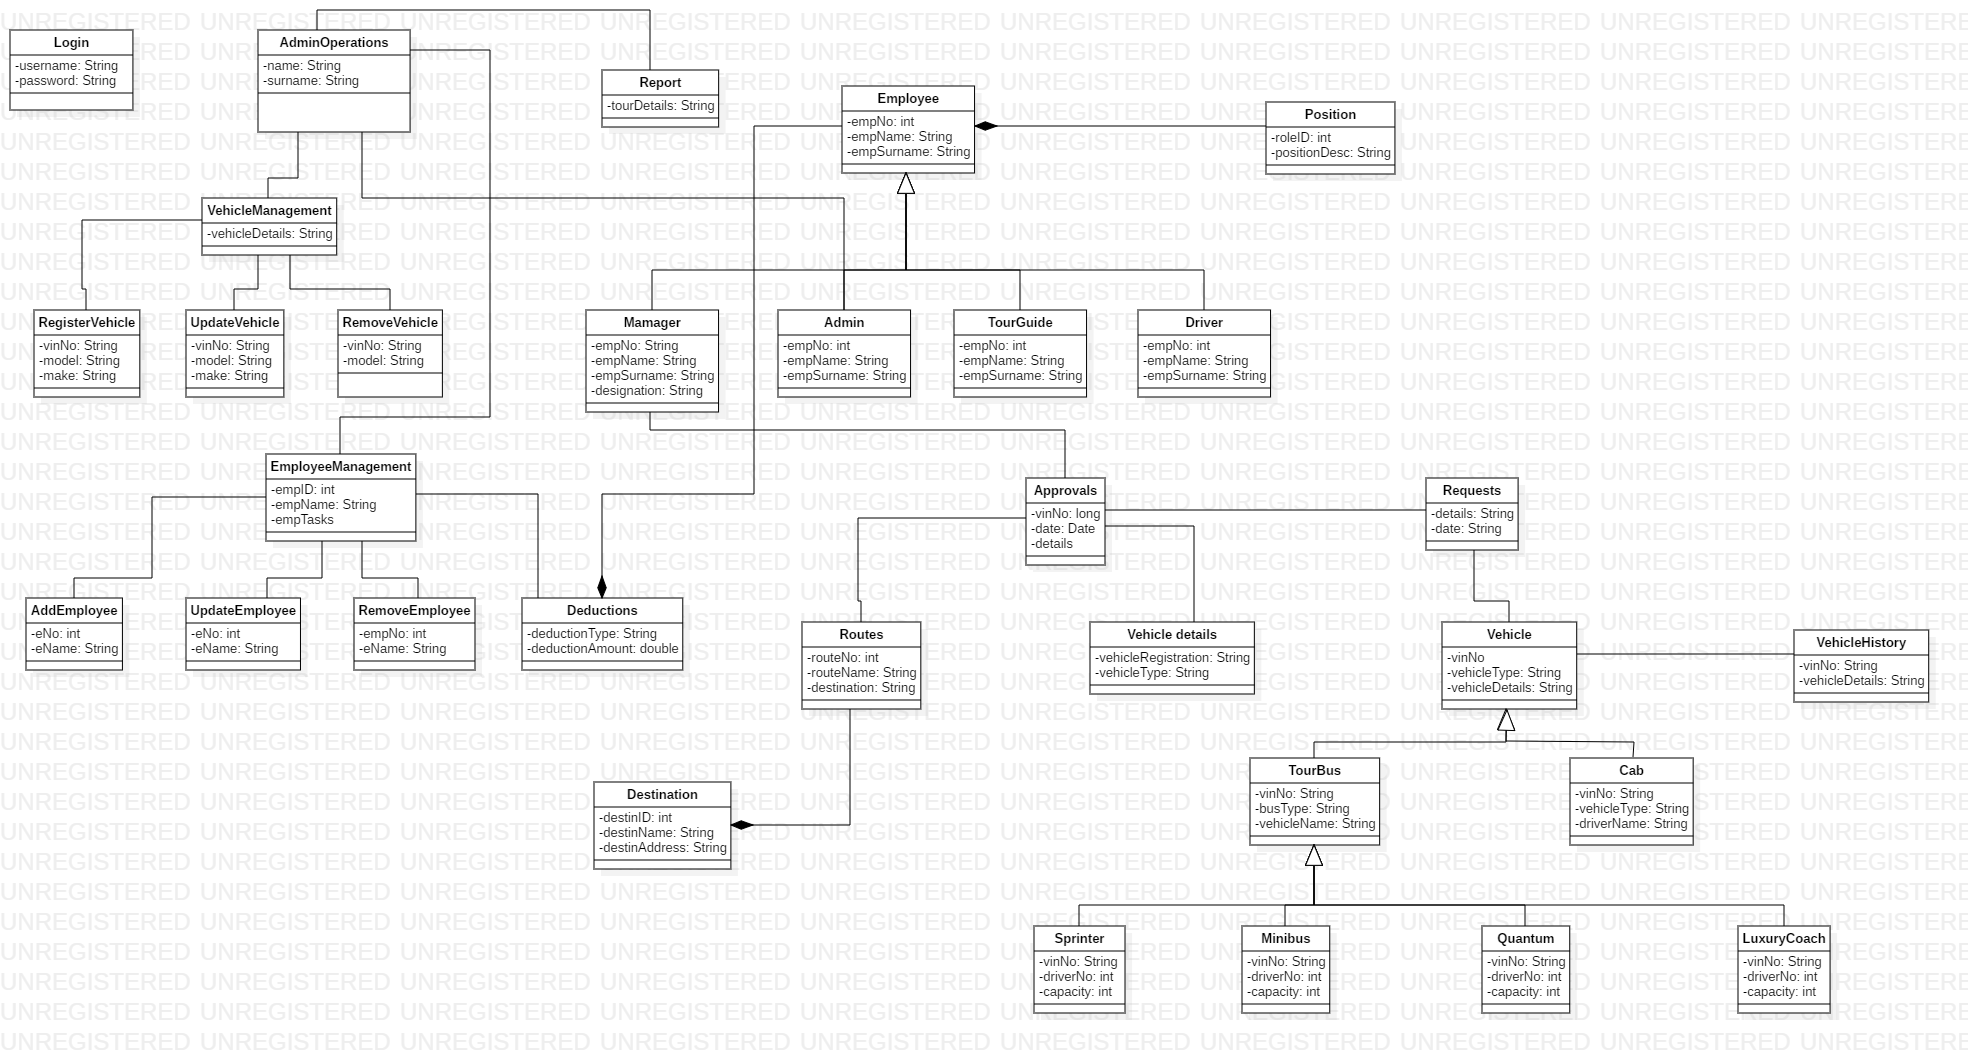 Login
-username: String
-password: String
AdminOperations
-name: String
-surname: String
Report
-tourDetails: String
Employee
-empNo: int
-empName: String
-empSurname: String
Position
-roleID: int
-positionDesc: String
VehicleManagement
-vehicleDetails: String
RegisterVehicle
-vinNo: String
-model: String
-make: String
UpdateVehicle
-vinNo: String
-model: String
-make: String
RemoveVehicle
-vinNo: String
-model: String
Mamager
-empNo: String
-empName: String
-empSurname: String
-designation: String
Admin
-empNo: int
-empName: String
-empSurname: String
TourGuide
-empNo: int
-empName: String
-empSurname: String
Driver
-empNo: int
-empName: String
-empSurname: String
EmployeeManagement
-empID: int
-empName: String
-empTasks
Approvals
-vinNo: long
-date: Date
-details
Requests
-details: String
-date: String
AddEmployee
-eNo: int
-eName: String
UpdateEmployee
-eNo: int
-eName: String
RemoveEmployee
-empNo: int
-eName: String
Deductions
-deductionType: String
-deductionAmount: double
Routes
-routeNo: int
-routeName: String
-destination: String
Vehicle details
-vehicleRegistration: String
-vehicleType: String
Vehicle
-vinNo
-vehicleType: String
-vehicleDetails: String
VehicleHistory
-vinNo: String
-vehicleDetails: String
Destination
-destinID: int
-destinName: String
-destinAddress: String
TourBus
-vinNo: String
-busType: String
-vehicleName: String
Cab
-vinNo: String
-vehicleType: String
-driverName: String
Sprinter
-vinNo: String
-driverNo: int
-capacity: int
Minibus
-vinNo: String
-driverNo: int
-capacity: int
Quantum
-vinNo: String
-driverNo: int
-capacity: int
LuxuryCoach
-vinNo: String
-driverNo: int
-capacity: int
UNREGISTERED